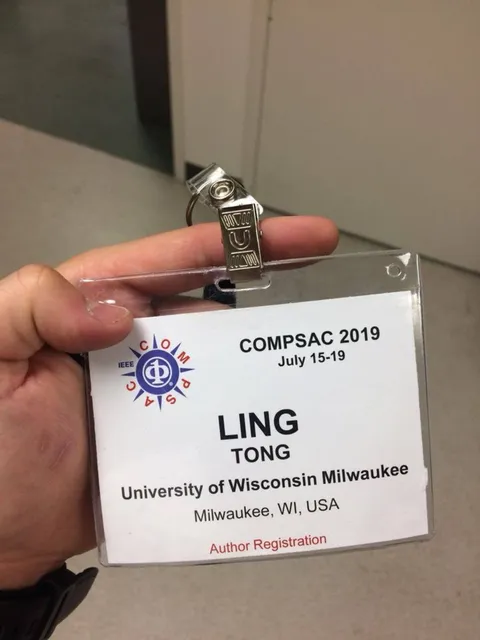 IEEE
COMPSAC
COMPSAC 2019
July 15-19
LING
TONG
University of Wisconsin Milwaukee
Milwaukee, WI, USA
Author Registration